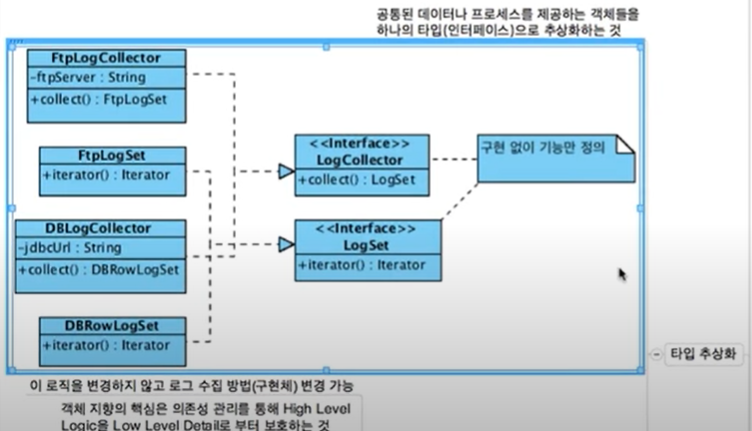 공통된 데이터나 프로세스를 제공하는 객체들을
하나의 타입(인터페이스)으로 추상화하는 것
FtpLogCollector
-ftpServer : String
+collect() : FtpLogSet
FtpLogSet
+iterator() : Iterator
DBLogCollector
-jdbcUrl : String
+collect() : DBRowLogSet
DBRowLogSet
+iterator() : Iterator
<<Interface>>
LogCollector
+collect() : LogSet
<<Interface>>
LogSet
+iterator() : Iterator
구현 없이 기능만 정의
타입 추상화
이 로직을 변경하지 않고 로그 수집 방법(구현체) 변경 가능
객체 지향의 핵심은 의존성 관리를 통해 High Level
Logic을 Low Level Detail로 부터 보호하는 것